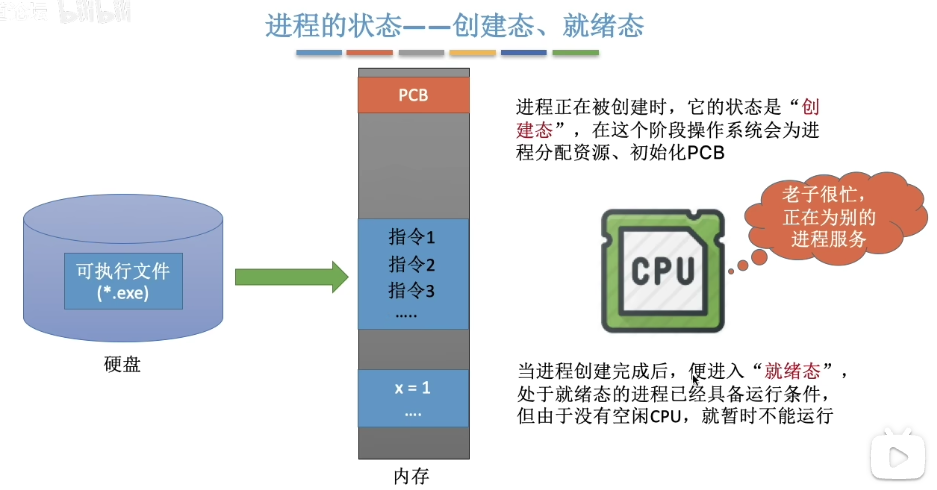 bilibili
进程的状态——创建态、就绪态
PCB
进程正在被创建时，它的状态是“创
建态”，在这个阶段操作系统会为进
程分配资源、初始化PCB
老子很忙，
正在为别的
进程服务
指令1
指令2
指令3
.....
CPU
可执行文件
(*.exe)
硬盘
当进程创建完成后，便进入“就绪态”，
处于就绪态的进程已经具备运行条件，
但由于没有空闲CPU，就暂时不能运行
x = 1
....
内存